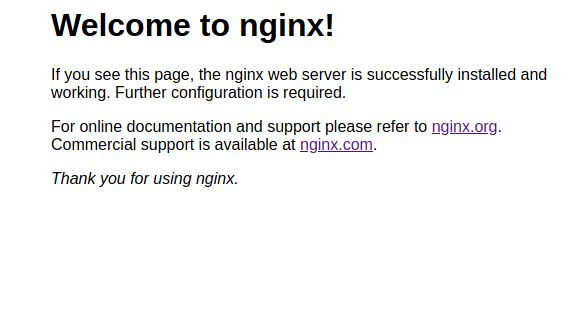 Welcome to nginx!
If you see this page, the nginx web server is successfully installed and
working. Further configuration is required.
For online documentation and support please refer to nginx.org.
Commercial support is available at nginx.com.
Thank you for using nginx.